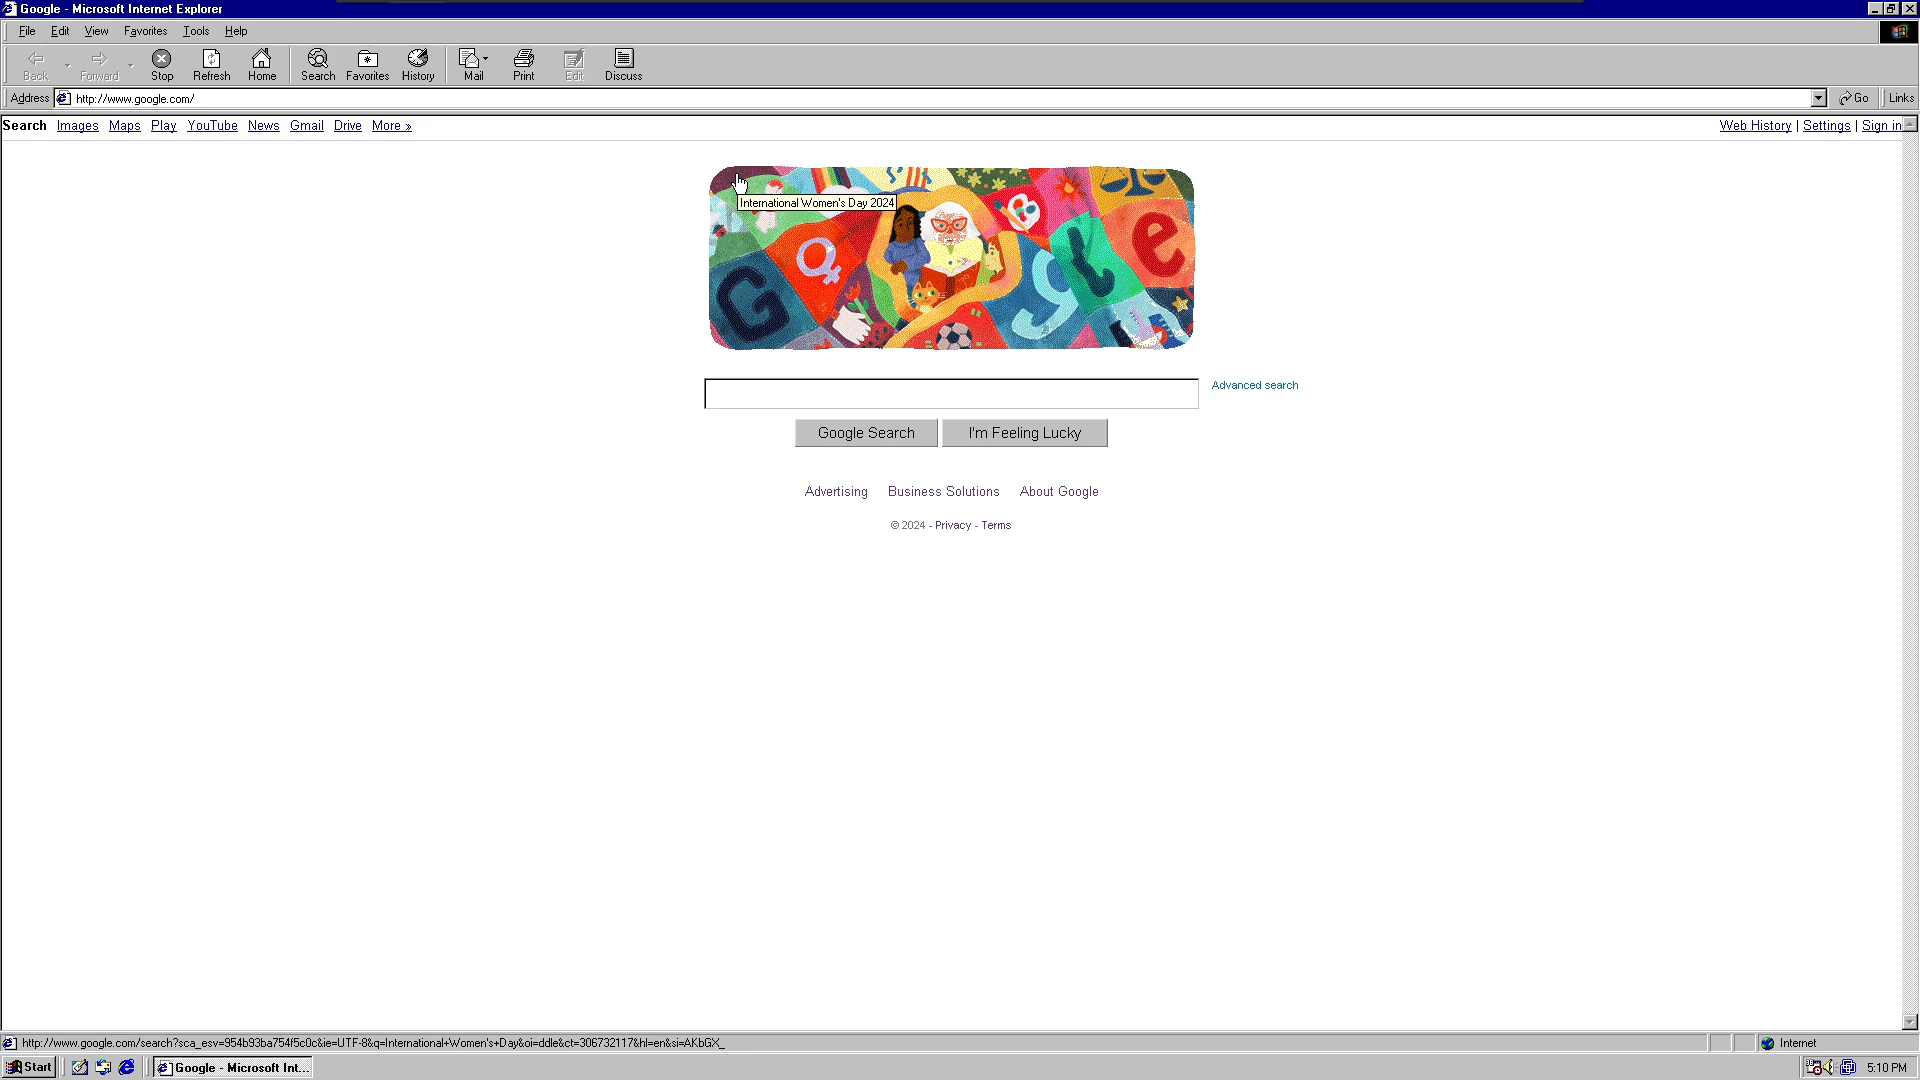 Google - Microsoft Internet Explorer
File Edit View Favorites Tools Help
Back Forward Stop Refresh Home Search Favorites History Mail Print Edit Discuss
Address http://www.google.com/ Go Links
Search Images Maps Play YouTube News Gmail Drive More » Web History | Settings | Sign in
International Women's Day 2024
G g l e
Advanced search
Google Search I'm Feeling Lucky
Advertising Business Solutions About Google
© 2024 - Privacy - Terms
http://www.google.com/search?sca_esv=954b93ba754f5c0c&ie=UTF-8&q=International+Women's+Day&oi=ddle&ct=306732117&hl=en&si=AKbGX_ Internet
Start Google - Microsoft Int... 5:10 PM